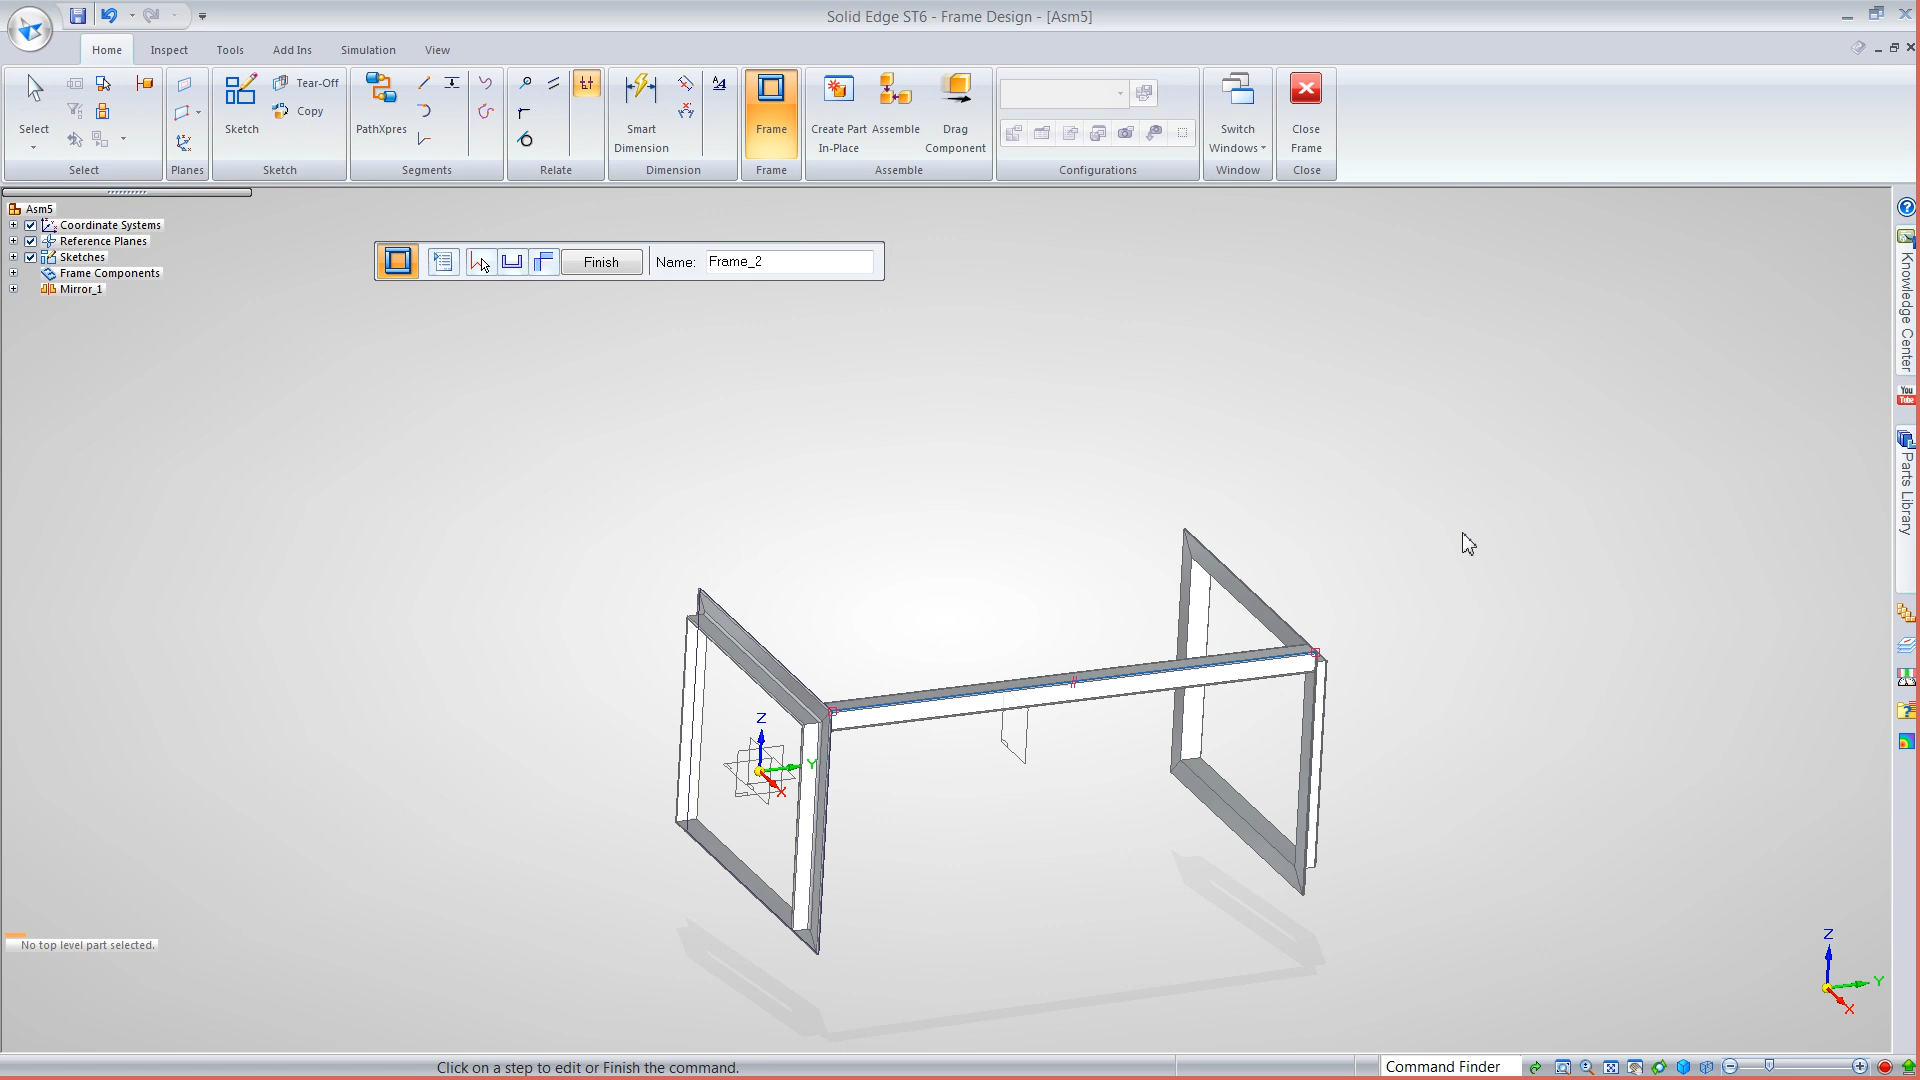 Solid Edge ST6 - Frame Design - [Asm5]
Home Inspect Tools Add Ins Simulation View
Tear-Off
Copy
Select Sketch PathXpres Smart Dimension Frame Create Part In-Place Assemble Drag Component Switch Windows Close Frame
Select Planes Sketch Segments Relate Dimension Frame Assemble Configurations Window Close
Asm5
Coordinate Systems
Reference Planes
Sketches
Frame Components
Mirror_1
Finish Name: Frame_2
Knowledge Center
You
Tube
Parts Library
Z
Y
X
No top level part selected.
Z
Y
X
Click on a step to edit or Finish the command.
Command Finder